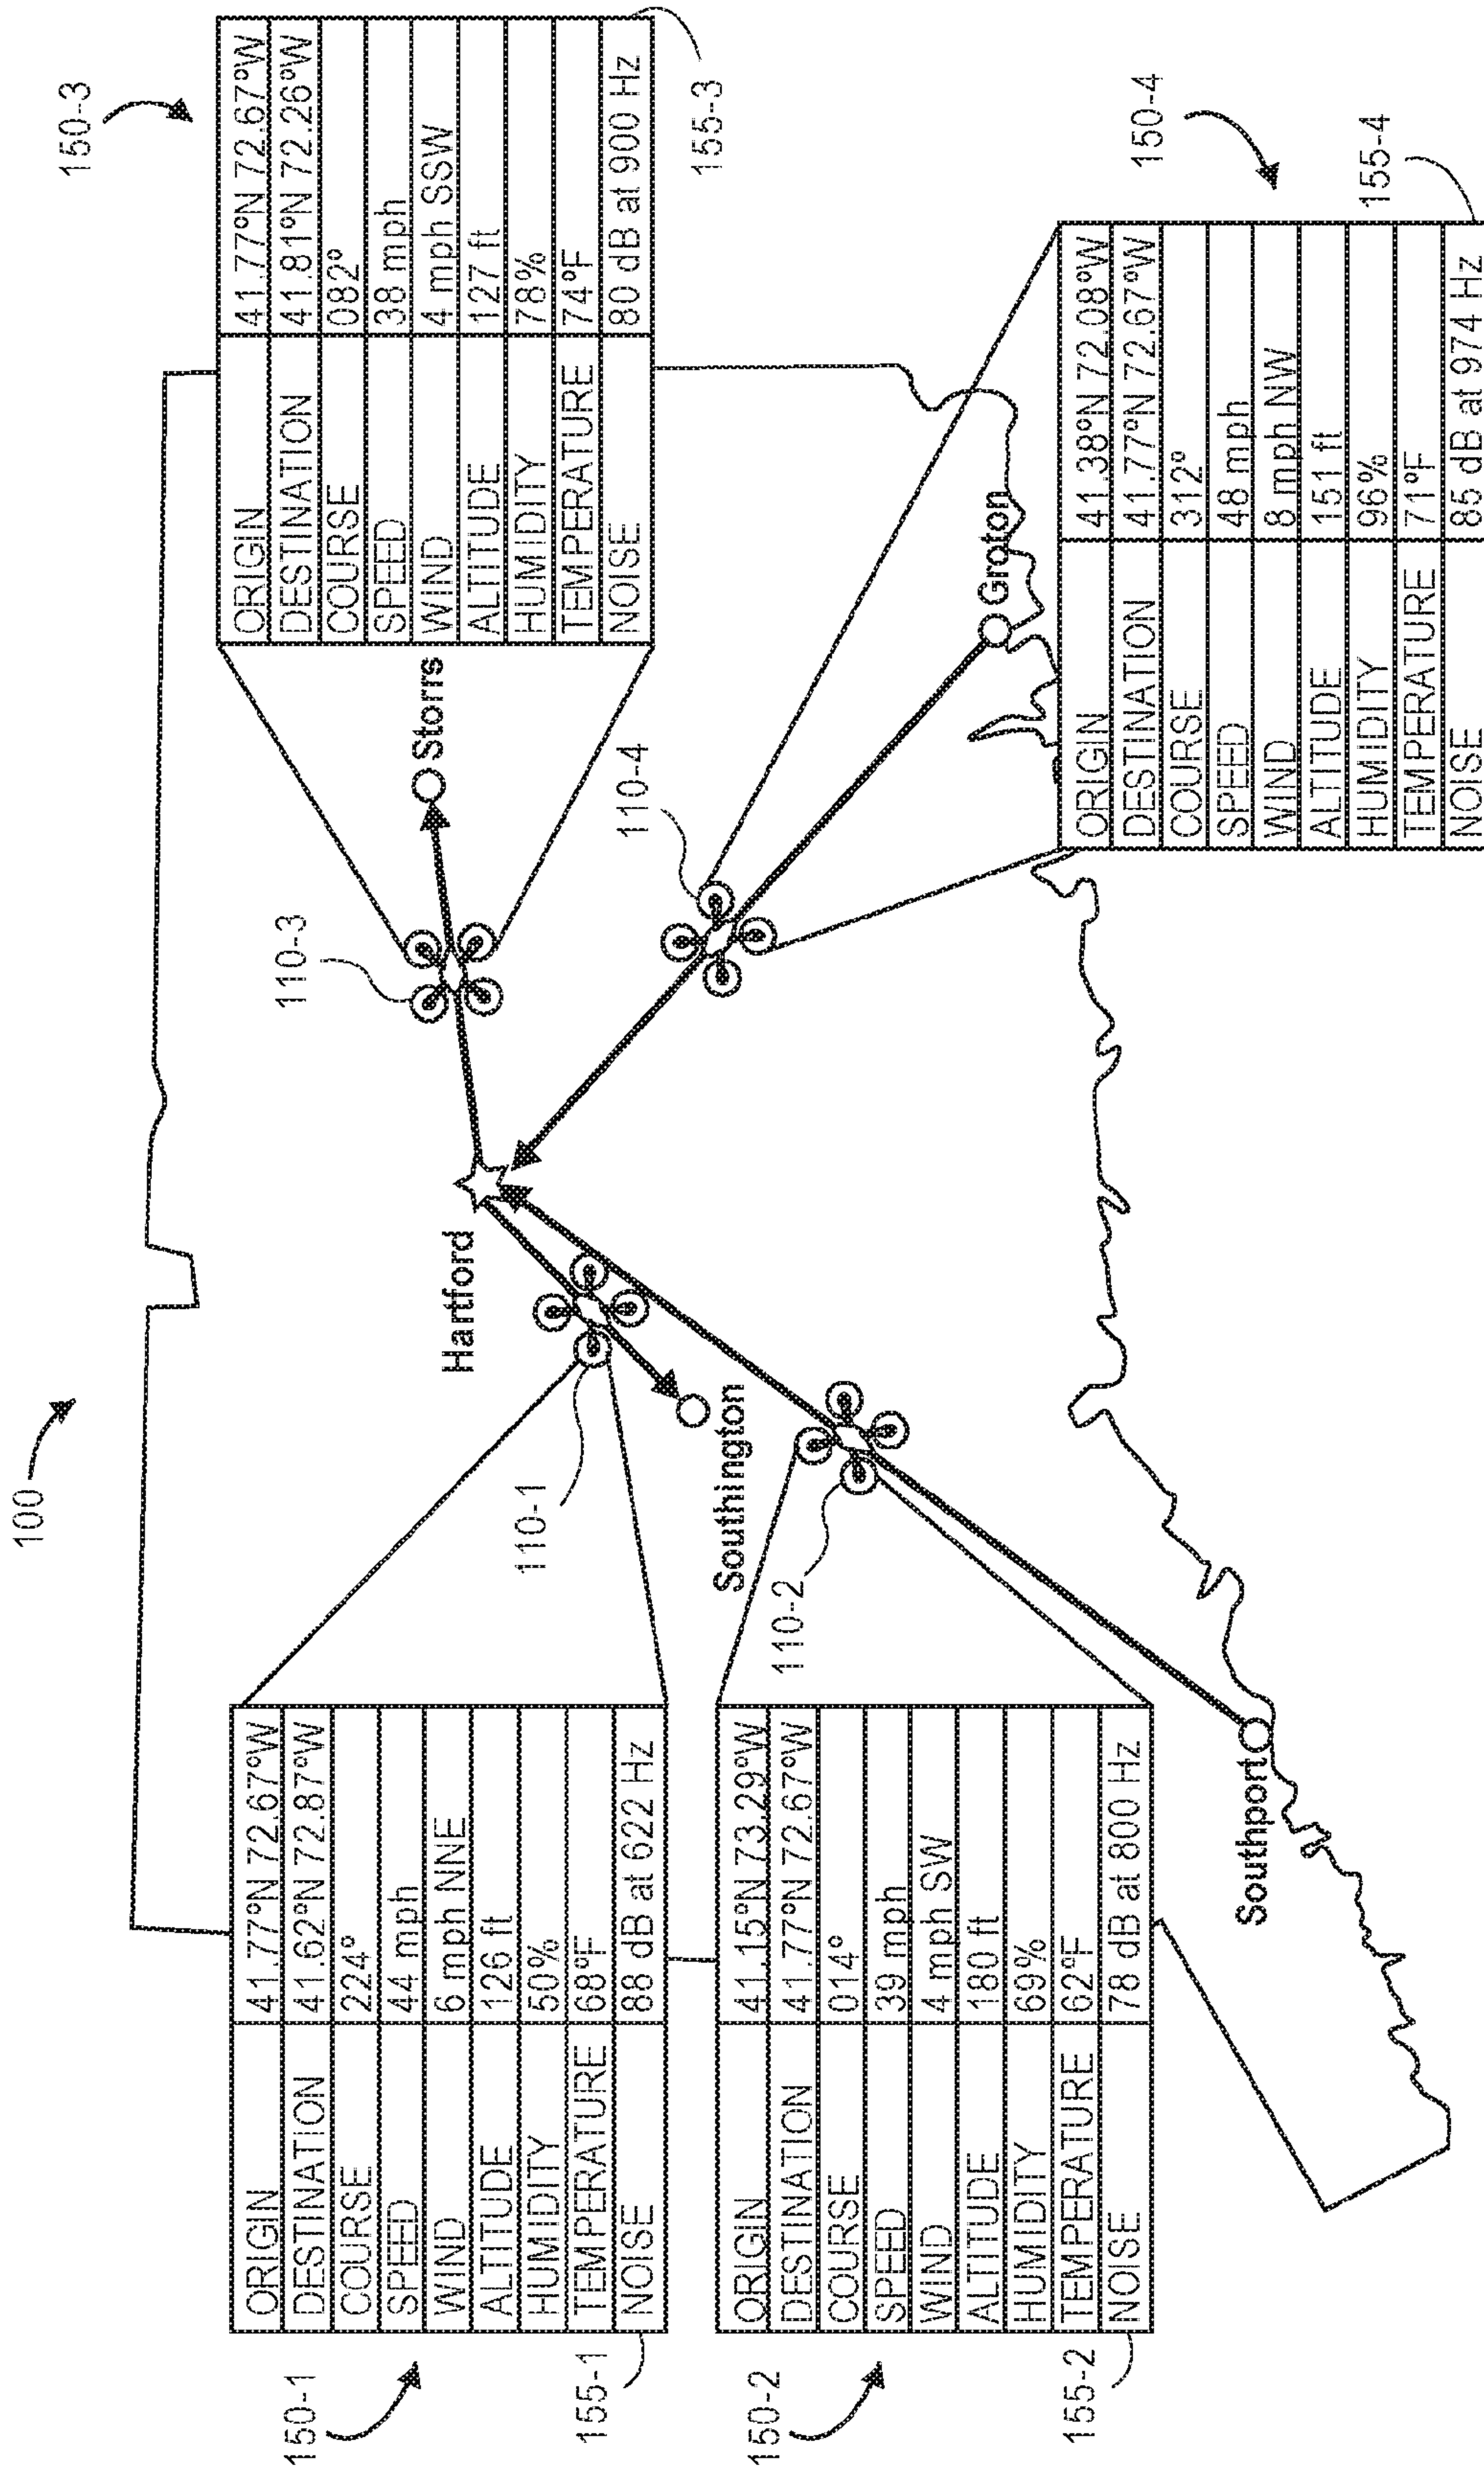 100
150-1
ORIGIN 41.77°N 72.67°W
DESTINATION 41.62°N 72.87°W
COURSE 224°
SPEED 44 mph
WIND 6 mph NNE
ALTITUDE 126 ft
HUMIDITY 50%
TEMPERATURE 68°F
NOISE 88 dB at 622 Hz
155-1
110-1
Hartford
Southington
150-2
ORIGIN 41.15°N 73.29°W
DESTINATION 41.77°N 72.67°W
COURSE 014°
SPEED 39 mph
WIND 4 mph SW
ALTITUDE 180 ft
HUMIDITY 69%
TEMPERATURE 62°F
NOISE 78 dB at 800 Hz
155-2
110-2
Southport
150-3
ORIGIN 41.77°N 72.67°W
DESTINATION 41.81°N 72.26°W
COURSE 082°
SPEED 38 mph
WIND 4 mph SSW
ALTITUDE 127 ft
HUMIDITY 78%
TEMPERATURE 74°F
NOISE 80 dB at 900 Hz
155-3
110-3
Storrs
110-4
Groton
150-4
155-4
ORIGIN 41.38°N 72.08°W
DESTINATION 41.77°N 72.67°W
COURSE 312°
SPEED 48 mph
WIND 8 mph NW
ALTITUDE 151 ft
HUMIDITY 96%
TEMPERATURE 71°F
NOISE 85 dB at 974 Hz